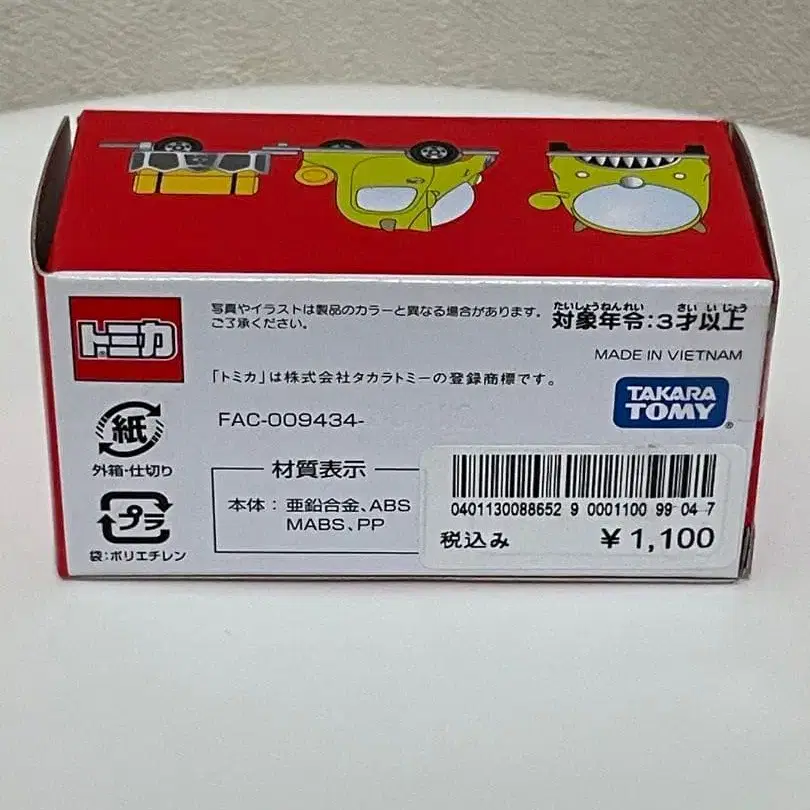 トミカ
写真やイラストは製品のカラーと異なる場合があります。
ご了承ください。
たいしょうねんれい さい いじょう
対象年令:3才以上
MADE IN VIETNAM
「トミカ」は株式会社タカラトミーの登録商標です。
TAKARA
TOMY®
FAC-009434-
紙
外箱・仕切り
プラ
袋:ポリエチレン
材質表示
本体: 亜鉛合金、ABS
MABS、PP
0401130088652 9 0001100 99 04 7
税込み ¥1,100